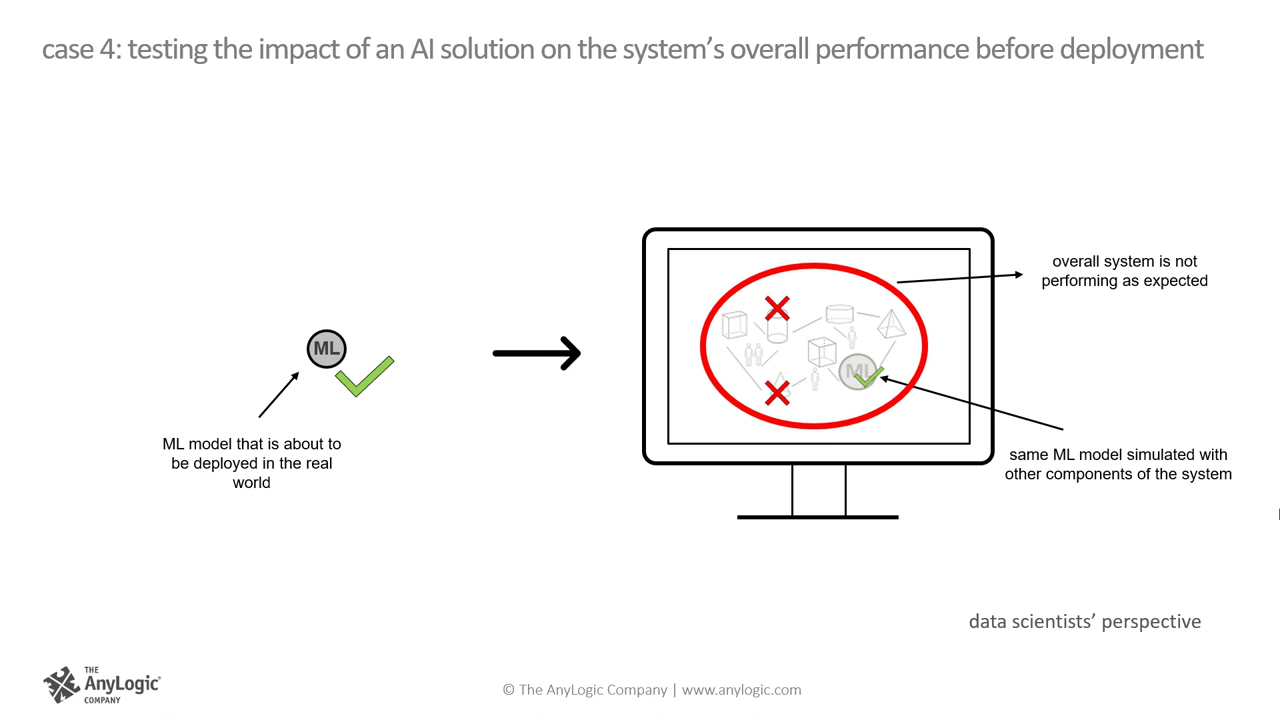 case 4: testing the impact of an AI solution on the system's overall performance before deployment
ML
ML model that is about to
be deployed in the real
world
ML
overall system is not
performing as expected
same ML model simulated with
other components of the system
data scientists' perspective
THE
AnyLogic
COMPANY
© The AnyLogic Company | www.anylogic.com